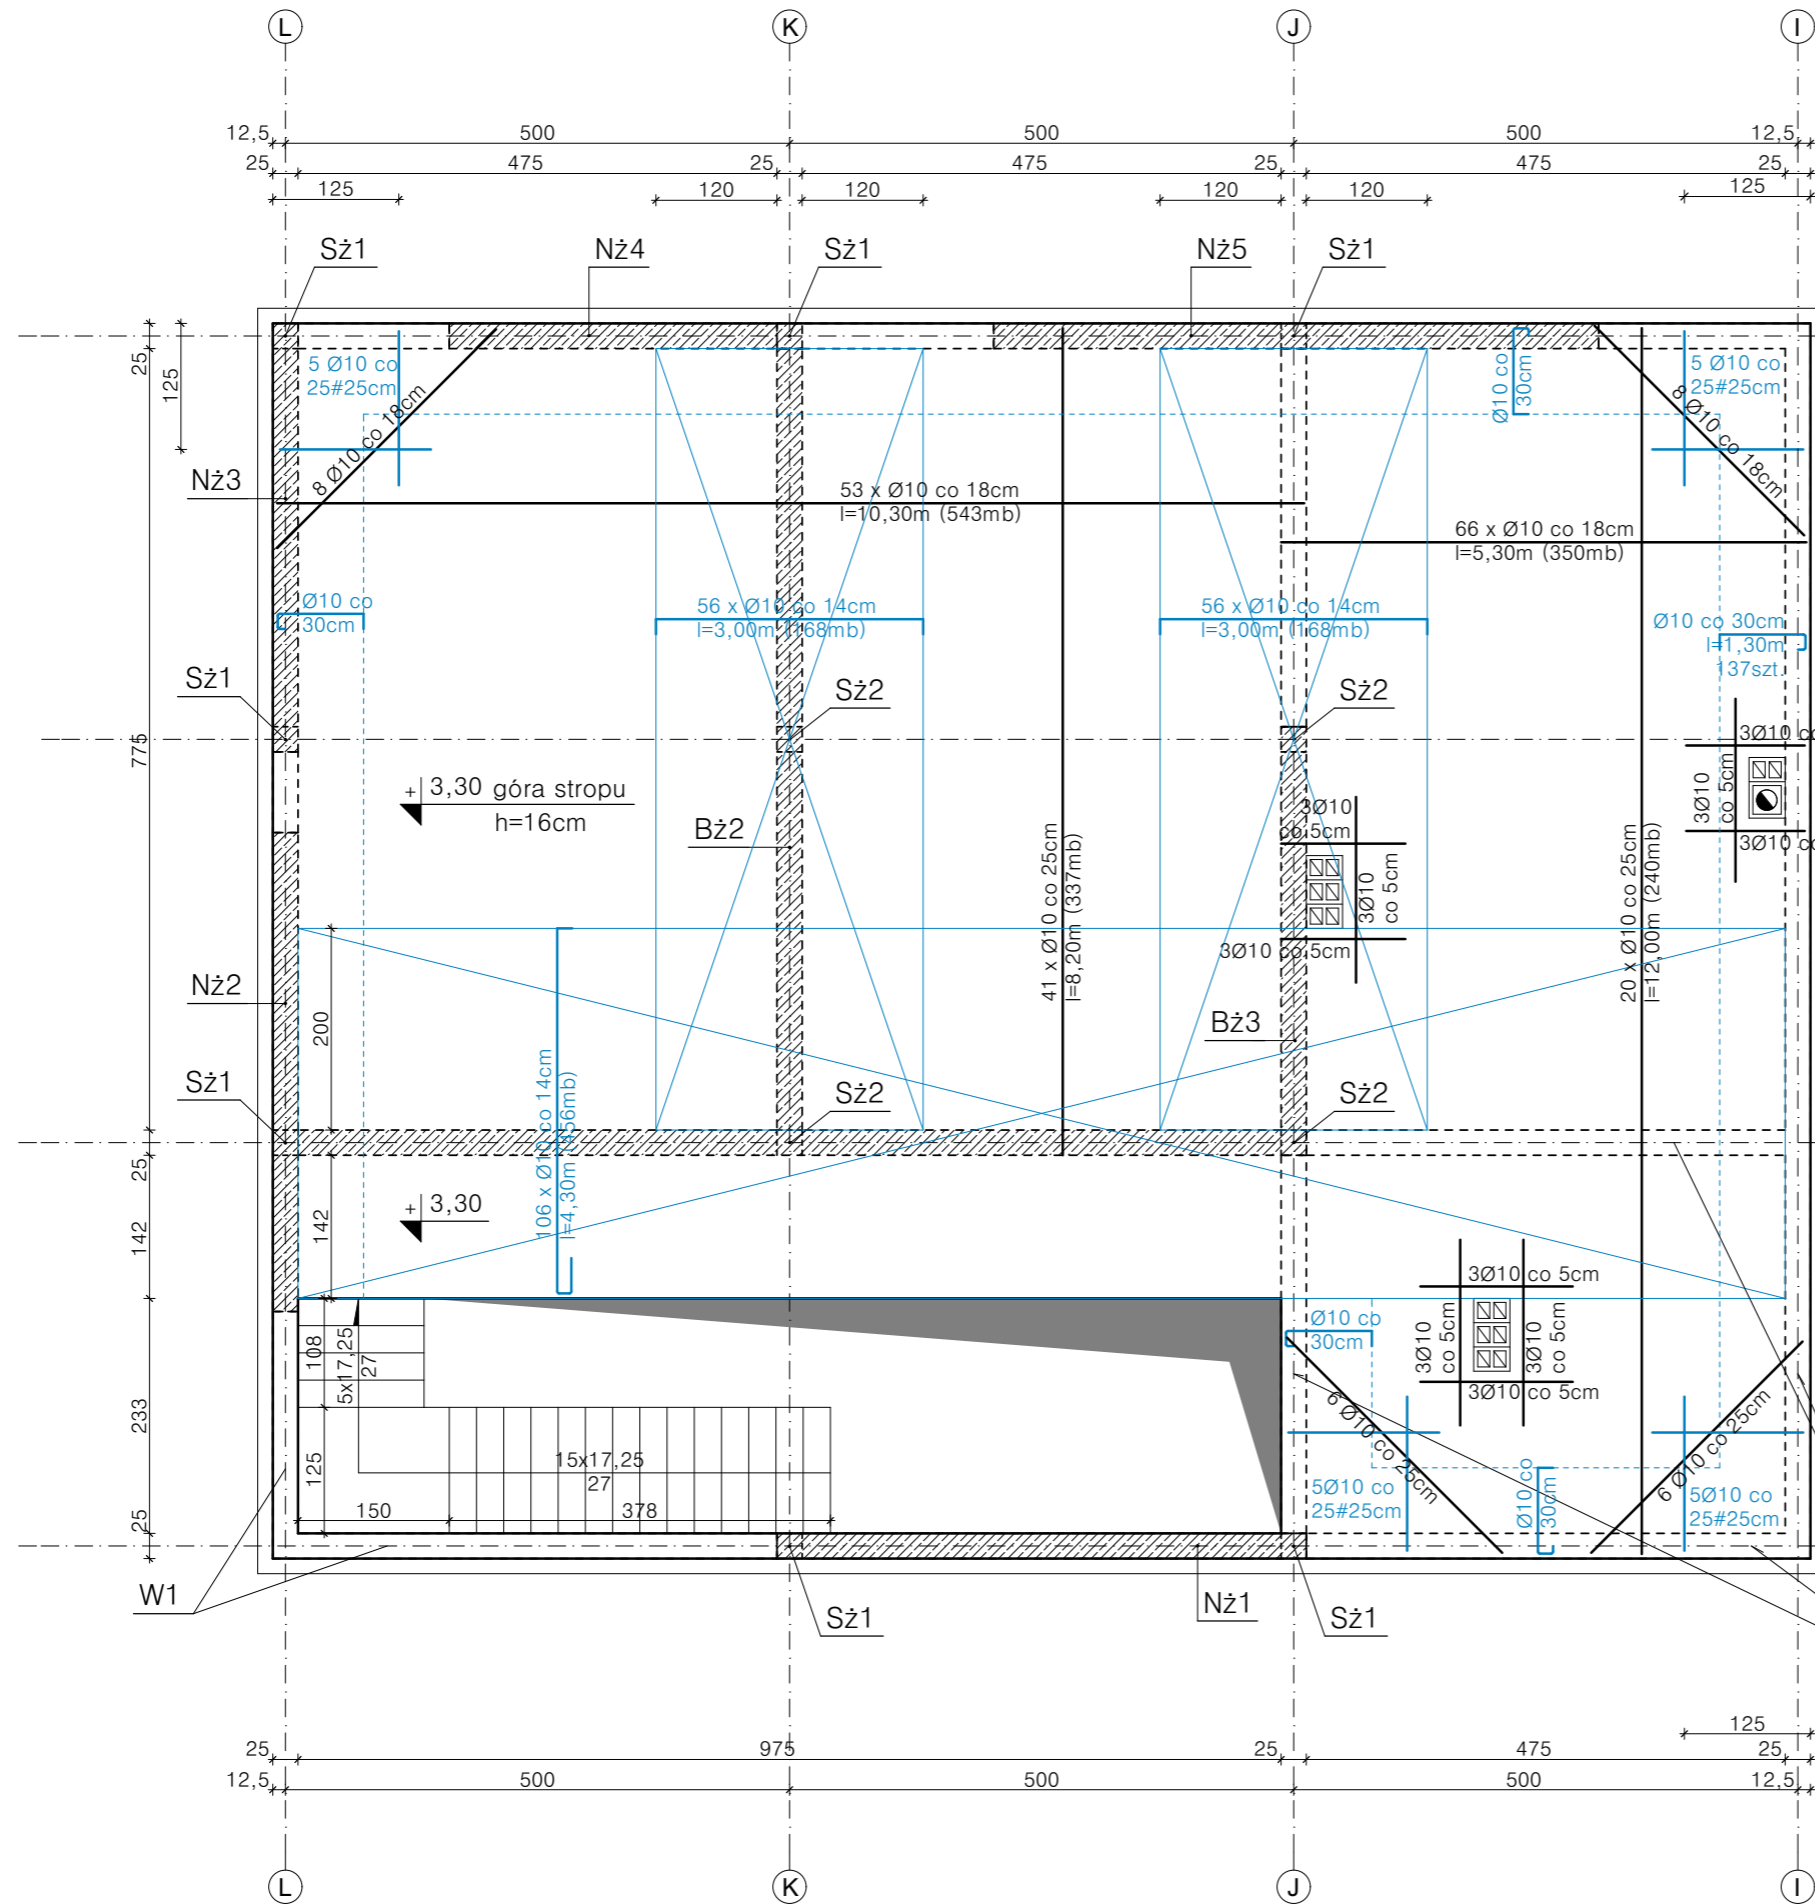 L K J I
12,5 500 500 500 12,5
25 475 25 475 25 475 25
125 120 120 120 120 125
Sż1 Nż4 Sż1 Nż5 Sż1
25
125
5 Ø10 co
25#25cm
8 Ø10 co 18cm
Ø10 co
30cm
5 Ø10 co
25#25cm
8 Ø10 co 18cm
Nż3
53 x Ø10 co 18cm
l=10,30m (543mb)
66 x Ø10 co 18cm
l=5,30m (350mb)
Ø10 co
30cm
56 x Ø10 co 14cm
l=3,00m (168mb)
56 x Ø10 co 14cm
l=3,00m (168mb)
Ø10 co 30cm
l=1,30m
137szt.
Sż1 Sż2 Sż2
775
3Ø10 co
3Ø10
co 5cm
3Ø10 co
+ 3,30 góra stropu
h=16cm
Bż2
3Ø10
co 5cm
3Ø10
co 5cm
3Ø10 co 5cm
41 x Ø10 co 25cm
l=8,20m (337mb)
20 x Ø10 co 25cm
l=12,00m (240mb)
Nż2
200
Bż3
106 x Ø10 co 14cm
l=4,30m (456mb)
Sż1 Sż2 Sż2
25
142
142
+ 3,30
3Ø10 co 5cm
3Ø10
co 5cm
3Ø10
co 5cm
3Ø10 co 5cm
Ø10 co
30cm
233
108
5x17,25
27
125
15x17,25
27
150 378
6 Ø10 co 25cm
6 Ø10 co 25cm
5Ø10 co
25#25cm
Ø10 co
30cm
5Ø10 co
25#25cm
25
W1
Sż1 Nż1 Sż1
125
25 975 25 475 25
12,5 500 500 500 12,5
L K J I